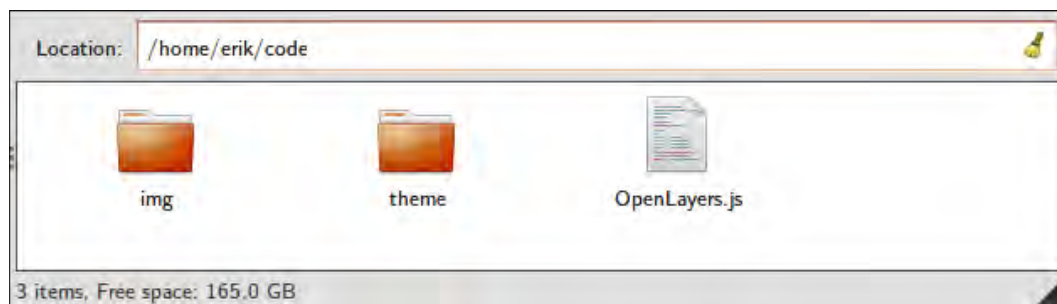 Location: /home/erik/code
img theme OpenLayers.js
3 items, Free space: 165.0 GB